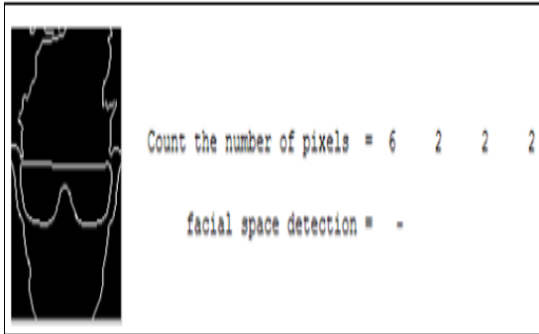 Count the number of pixels = 6 2 2 2
facial space detection = -